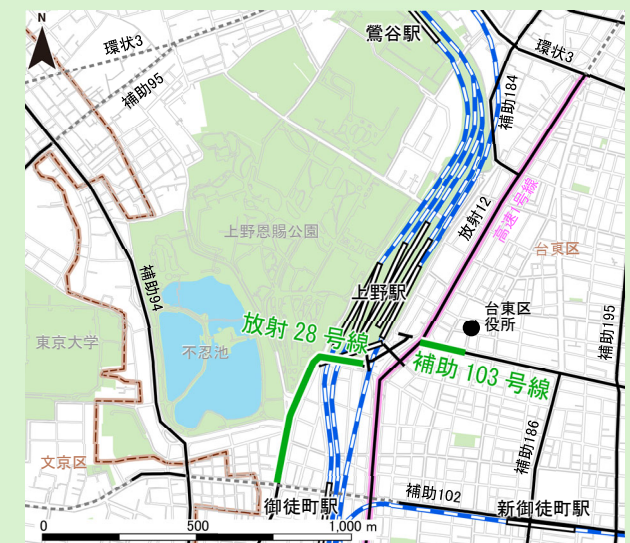 N
鶯谷駅
環状3
環状3
補助95
補助184
放射12
高速1号線
上野恩賜公園
台東区
上野駅
補助94
台東区
役所
補助195
放射28号線
東京大学
不忍池
補助103号線
文京区
補助186
補助102
御徒町駅
新御徒町駅
0
500
1,000 m